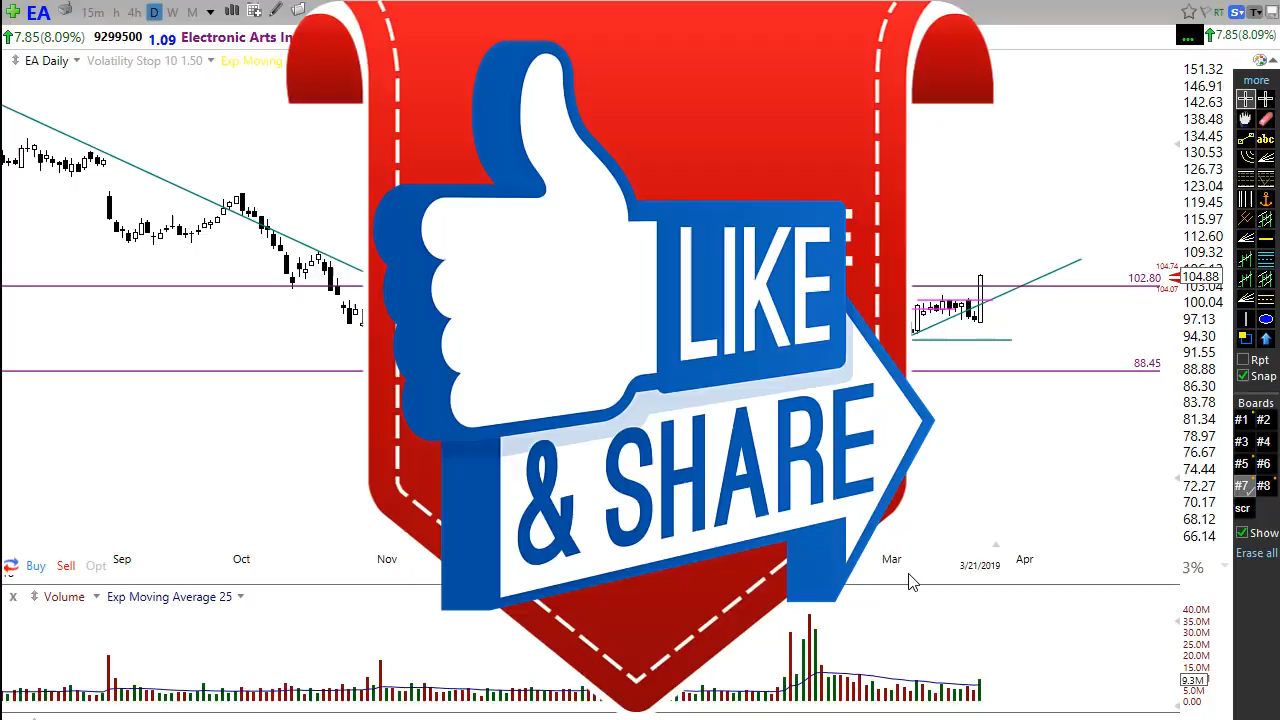 EA 15m h 4h D W M
RT S T
7.85(8.09%) 9299500 1.09 Electronic Arts In
... 7.85(8.09%)
EA Daily Volatility Stop 10 1.50 Exp Moving
more
abc
151.32
146.91
142.63
138.48
134.45
130.53
126.73
123.04
119.45
115.97
112.60
109.32
104.74
102.80 104.88
104.07 103.04
100.04
97.13
94.30
91.55
88.45 88.88
86.30
83.78
81.34
78.97
76.67
74.44
72.27
70.17
68.12
66.14
LIKE
& SHARE
Rpt
Snap
Boards
#1 #2
#3 #4
#5 #6
#7 #8
scr
Show
Erase all
Sep Oct Nov Mar Apr
Buy Sell Opt 3/21/2019 3%
x Volume Exp Moving Average 25
40.0M
35.0M
30.0M
25.0M
20.0M
15.0M
9.3M
5.0M
0.00